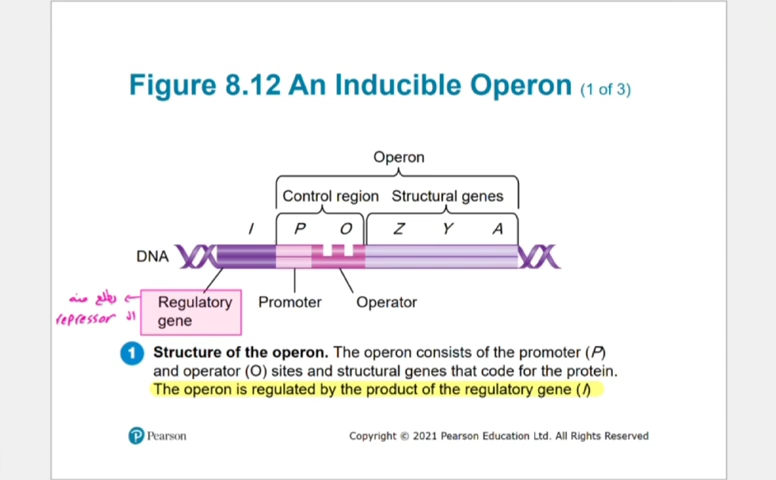 Figure 8.12 An Inducible Operon (1 of 3)
Operon
Control region Structural genes
I P O Z Y A
DNA
Regulatory gene
Promoter
Operator
← يطلع منه
الـ repressor
1 Structure of the operon. The operon consists of the promoter (P)
and operator (O) sites and structural genes that code for the protein.
The operon is regulated by the product of the regulatory gene (I)
P Pearson
Copyright © 2021 Pearson Education Ltd. All Rights Reserved